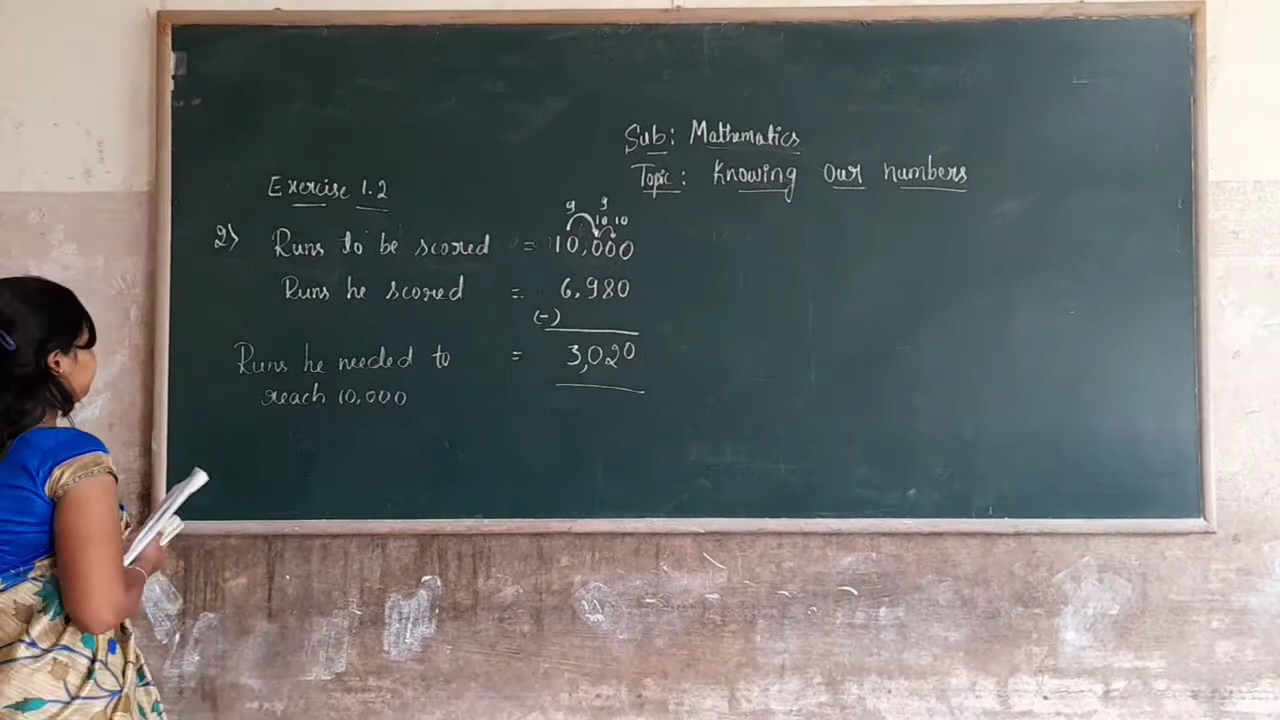 Sub: Mathematics
Topic: Knowing our numbers
Exercise 1.2
9 9
10 10
2) Runs to be scored = 10,000
Runs he scored = 6,980
(-)
Runs he needed to = 3,020
reach 10,000